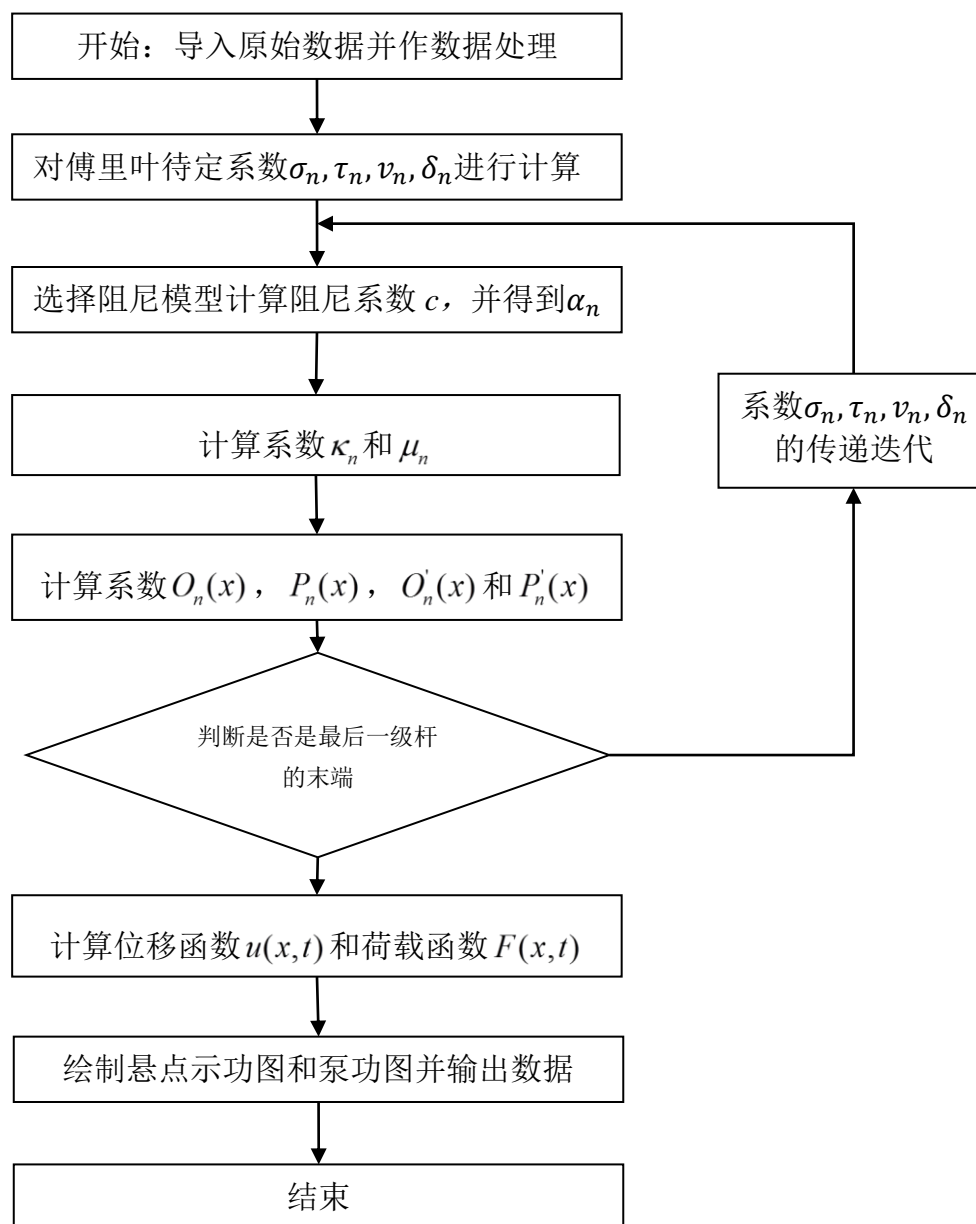 开始：导入原始数据并作数据处理
对傅里叶待定系数σₙ,τₙ,vₙ,δₙ进行计算
选择阻尼模型计算阻尼系数 c，并得到αₙ
计算系数κₙ和μₙ
计算系数Oₙ(x)，Pₙ(x)，O'ₙ(x)和P'ₙ(x)
判断是否是最后一级杆
的末端
系数σₙ,τₙ,vₙ,δₙ
的传递迭代
计算位移函数u(x,t)和荷载函数F(x,t)
绘制悬点示功图和泵功图并输出数据
结束